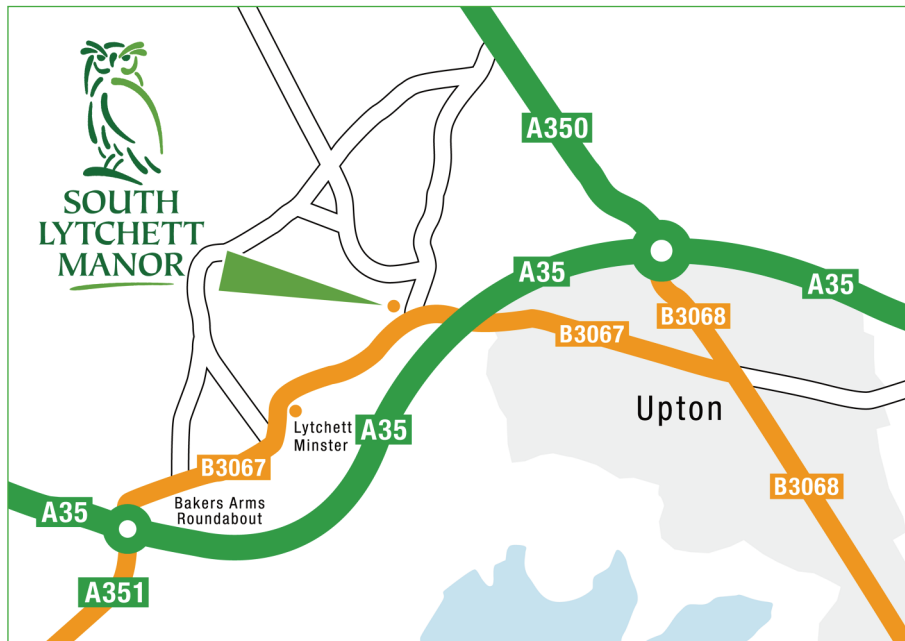 SOUTH
LYTCHETT
MANOR
A350
A35
A35
B3068
B3067
Upton
Lytchett
Minster
A35
B3067
B3068
Bakers Arms
Roundabout
A35
A351